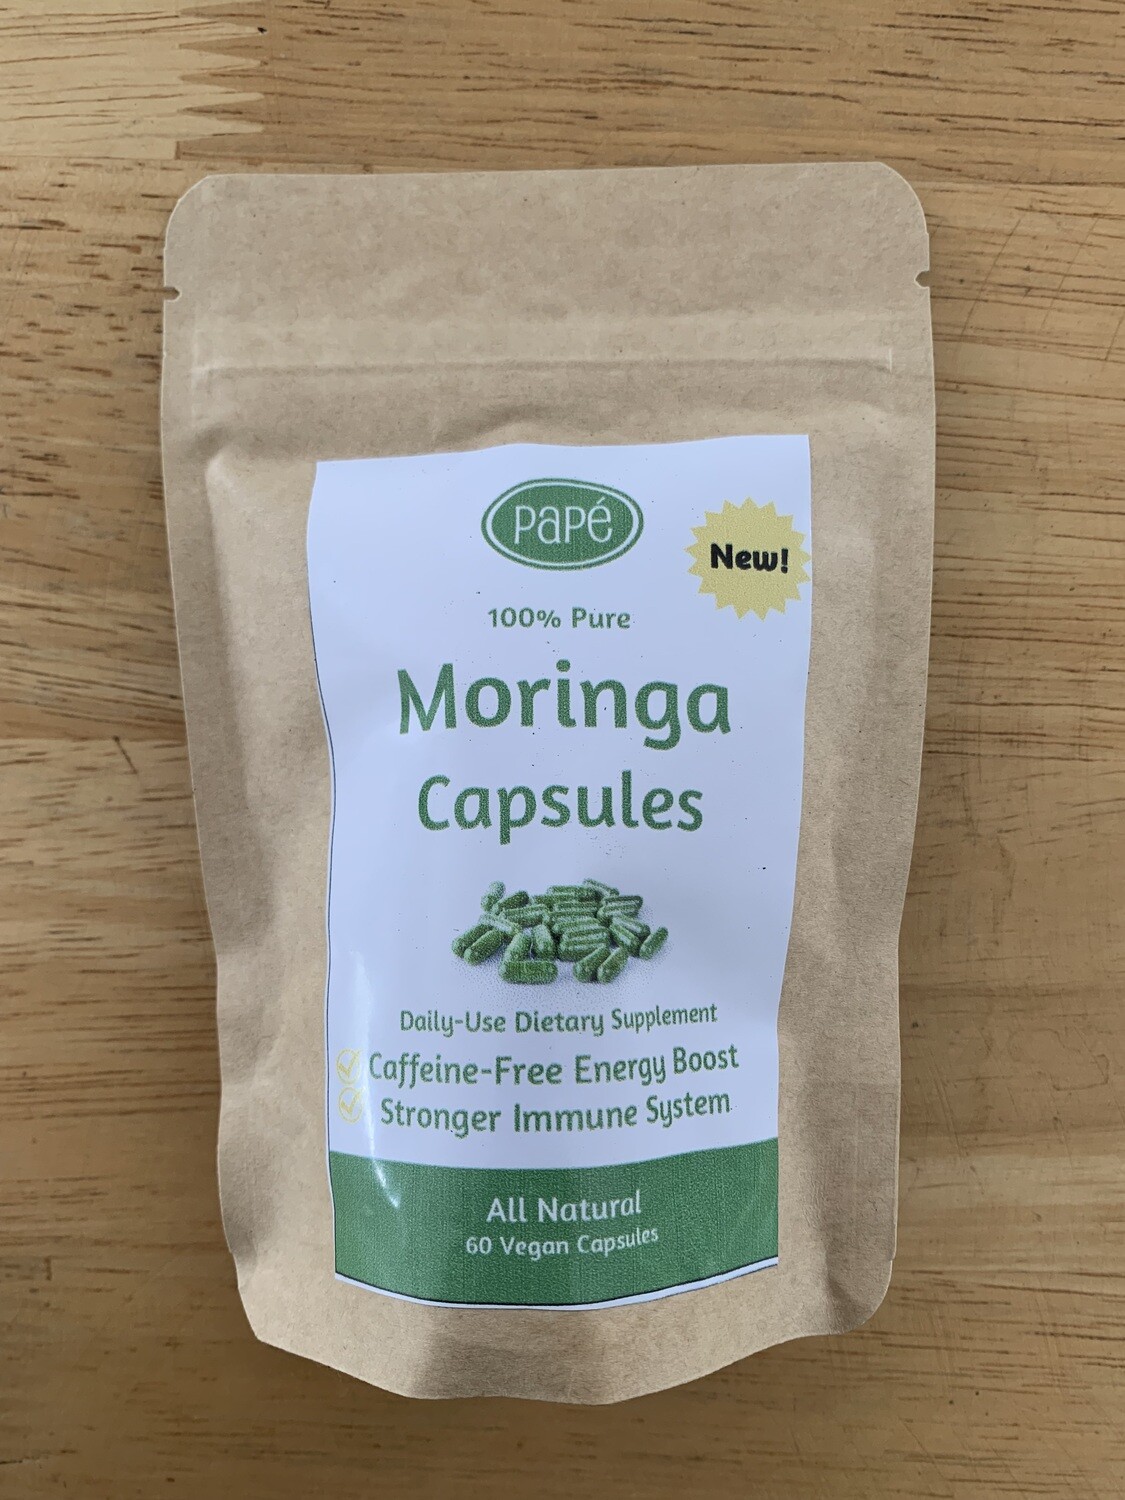 Papé
New!
100% Pure
Moringa
Capsules
Daily-Use Dietary Supplement
Caffeine-Free Energy Boost
Stronger Immune System
All Natural
60 Vegan Capsules